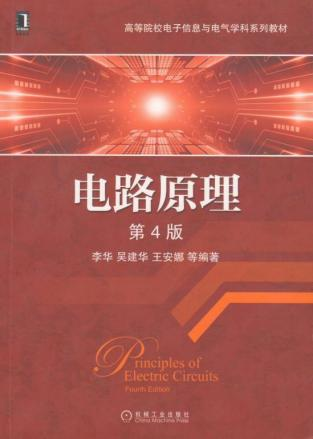 高等院校电子信息与电气学科系列教材
电路原理
第4版
李华 吴建华 王安娜 等编著
Principles of
Electric Circuits
Fourth Edition
机械工业出版社
China Machine Press